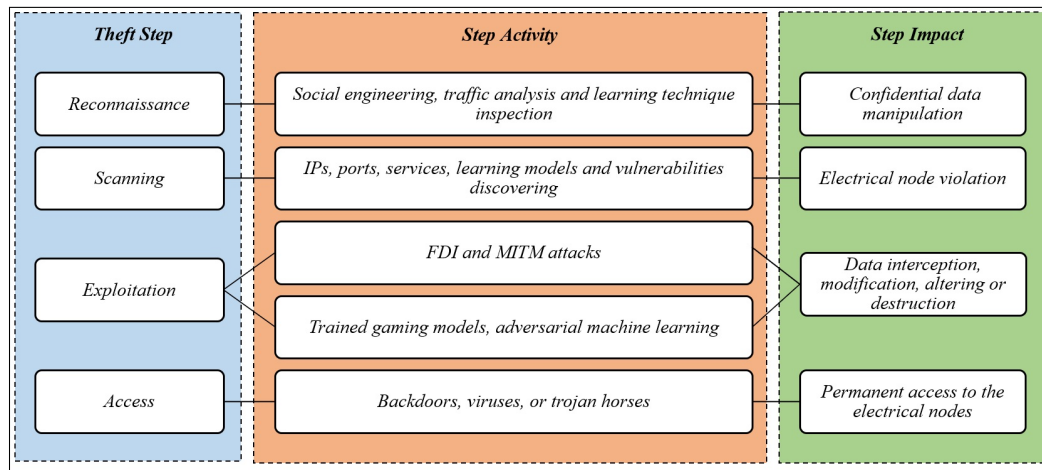 Theft Step
Step Activity
Step Impact
Reconnaissance
Social engineering, traffic analysis and learning technique
inspection
Confidential data
manipulation
Scanning
IPs, ports, services, learning models and vulnerabilities
discovering
Electrical node violation
Exploitation
FDI and MITM attacks
Trained gaming models, adversarial machine learning
Data interception,
modification, altering or
destruction
Access
Backdoors, viruses, or trojan horses
Permanent access to the
electrical nodes